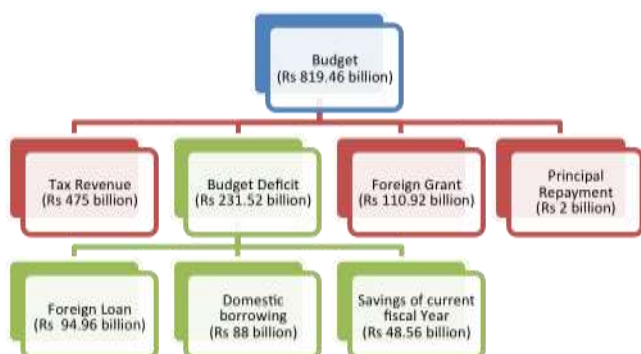 Budget
(Rs 819.46 billion)
Tax Revenue
(Rs 475 billion)
Budget Deficit
(Rs 231.52 billion)
Foreign Grant
(Rs 110.92 billion)
Principal
Repayment
(Rs 2 billion)
Foreign Loan
(Rs 94.96 billion)
Domestic
borrowing
(Rs 88 billion)
Savings of current
fiscal Year
(Rs 48.56 billion)